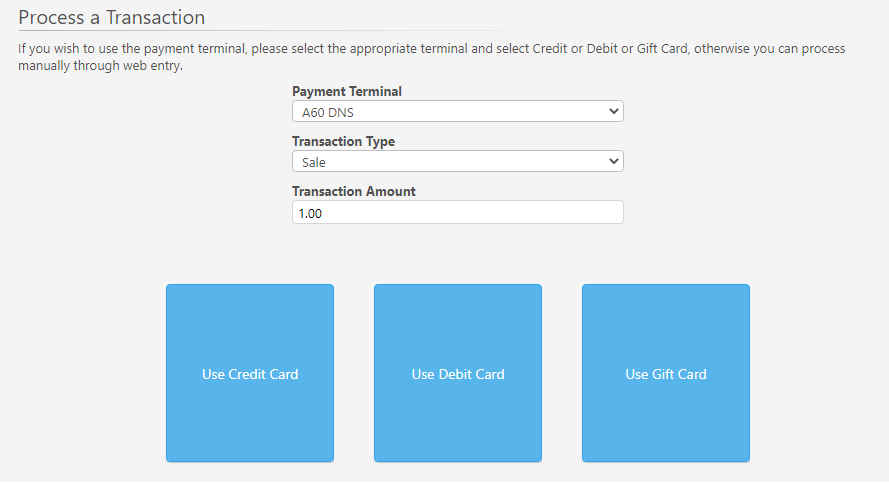 Process a Transaction
If you wish to use the payment terminal, please select the appropriate terminal and select Credit or Debit or Gift Card, otherwise you can process
manually through web entry.
Payment Terminal
A60 DNS
Transaction Type
Sale
Transaction Amount
1.00
Use Credit Card
Use Debit Card
Use Gift Card